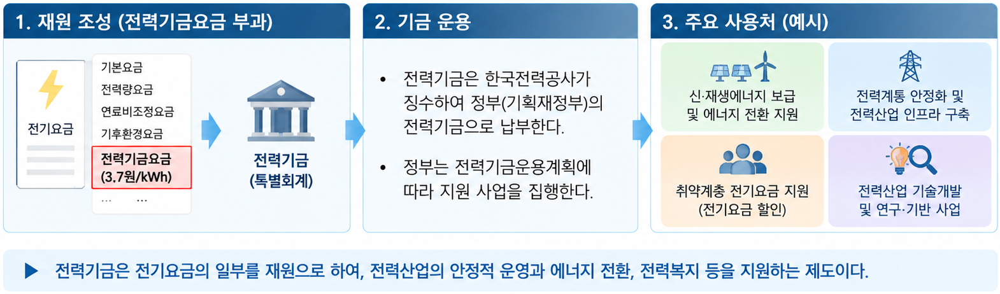 1. 재원 조성 (전력기금요금 부과)
전기요금
기본요금
전력량요금
연료비조정요금
기후환경요금
전력기금요금
(3.7원/kWh)
... ...
전력기금
(특별회계)
2. 기금 운용
• 전력기금은 한국전력공사가
징수하여 정부(기획재정부)의
전력기금으로 납부한다.
• 정부는 전력기금운용계획에
따라 지원 사업을 집행한다.
3. 주요 사용처 (예시)
신·재생에너지 보급
및 에너지 전환 지원
전력계통 안정화 및
전력산업 인프라 구축
취약계층 전기요금 지원
(전기요금 할인)
전력산업 기술개발
및 연구·기반 사업
▶ 전력기금은 전기요금의 일부를 재원으로 하여, 전력산업의 안정적 운영과 에너지 전환, 전력복지 등을 지원하는 제도이다.